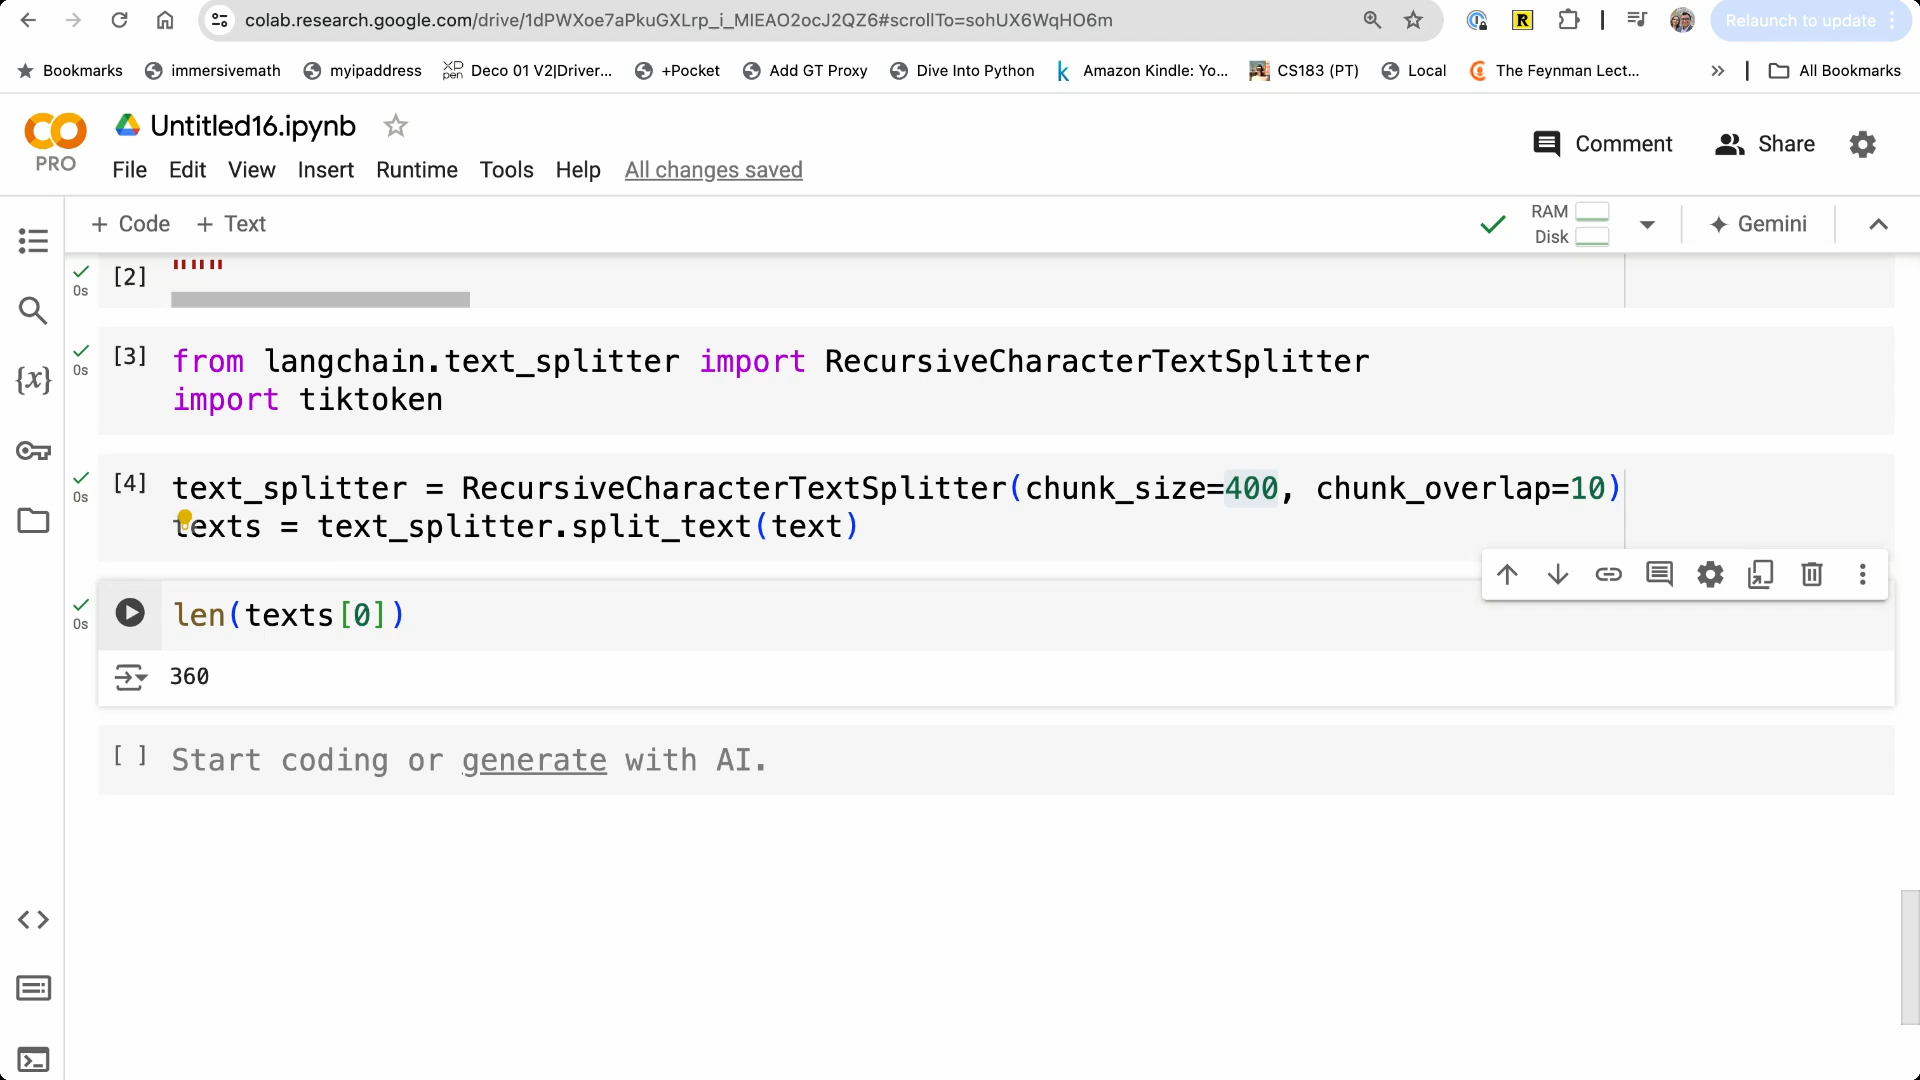 colab.research.google.com/drive/1dPWXoe7aPkuGXLrp_i_MIEAO2ocJ2QZ6#scrollTo=sohUX6WqHO6m
R
Relaunch to update
Bookmarks
immersivemath
myipaddress
XP pen
Deco 01 V2|Driver...
+Pocket
Add GT Proxy
Dive Into Python
k
Amazon Kindle: Yo...
CS183 (PT)
Local
The Feynman Lect...
»
All Bookmarks
CO
PRO
Untitled16.ipynb
File Edit View Insert Runtime Tools Help All changes saved
Comment
Share
+ Code + Text
RAM
Disk
Gemini
0s
[2] """
0s
[3] from langchain.text_splitter import RecursiveCharacterTextSplitter
import tiktoken
0s
[4] text_splitter = RecursiveCharacterTextSplitter(chunk_size=400, chunk_overlap=10)
texts = text_splitter.split_text(text)
0s
len(texts[0])
360
[ ] Start coding or generate with AI.
{x}